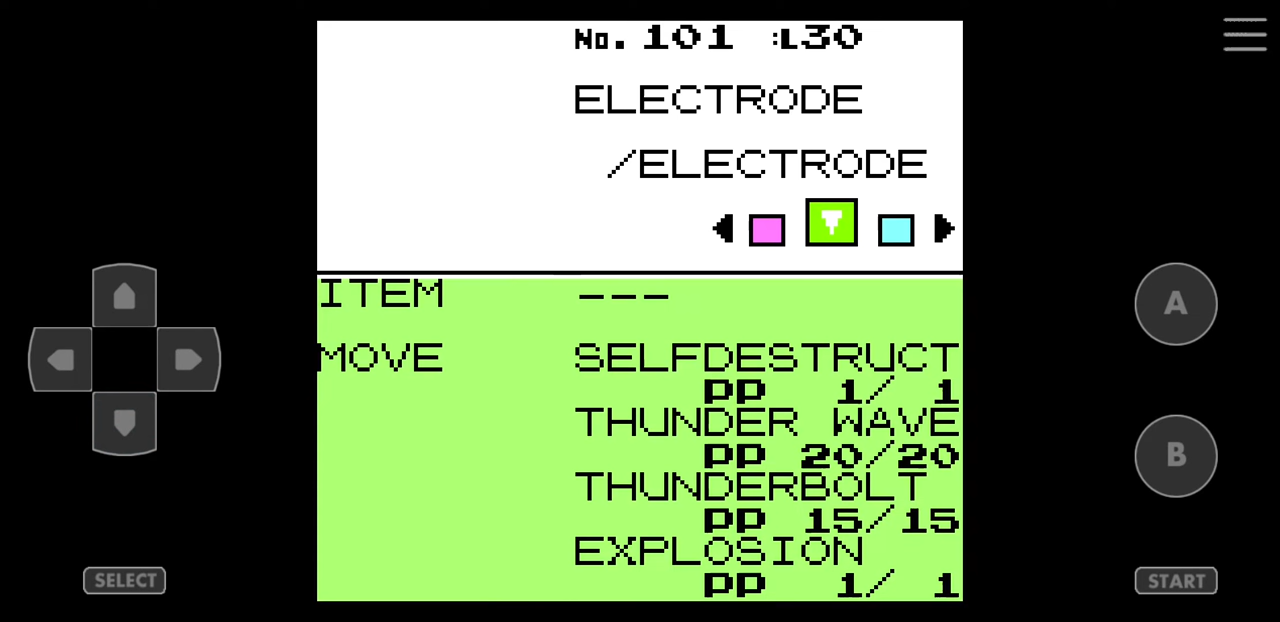 No. 101 :L30
ELECTRODE
/ELECTRODE
ITEM ---
MOVE SELFDESTRUCT
PP 1/ 1
THUNDER WAVE
PP 20/20
THUNDERBOLT
PP 15/15
EXPLOSION
PP 1/ 1
A
B
SELECT
START